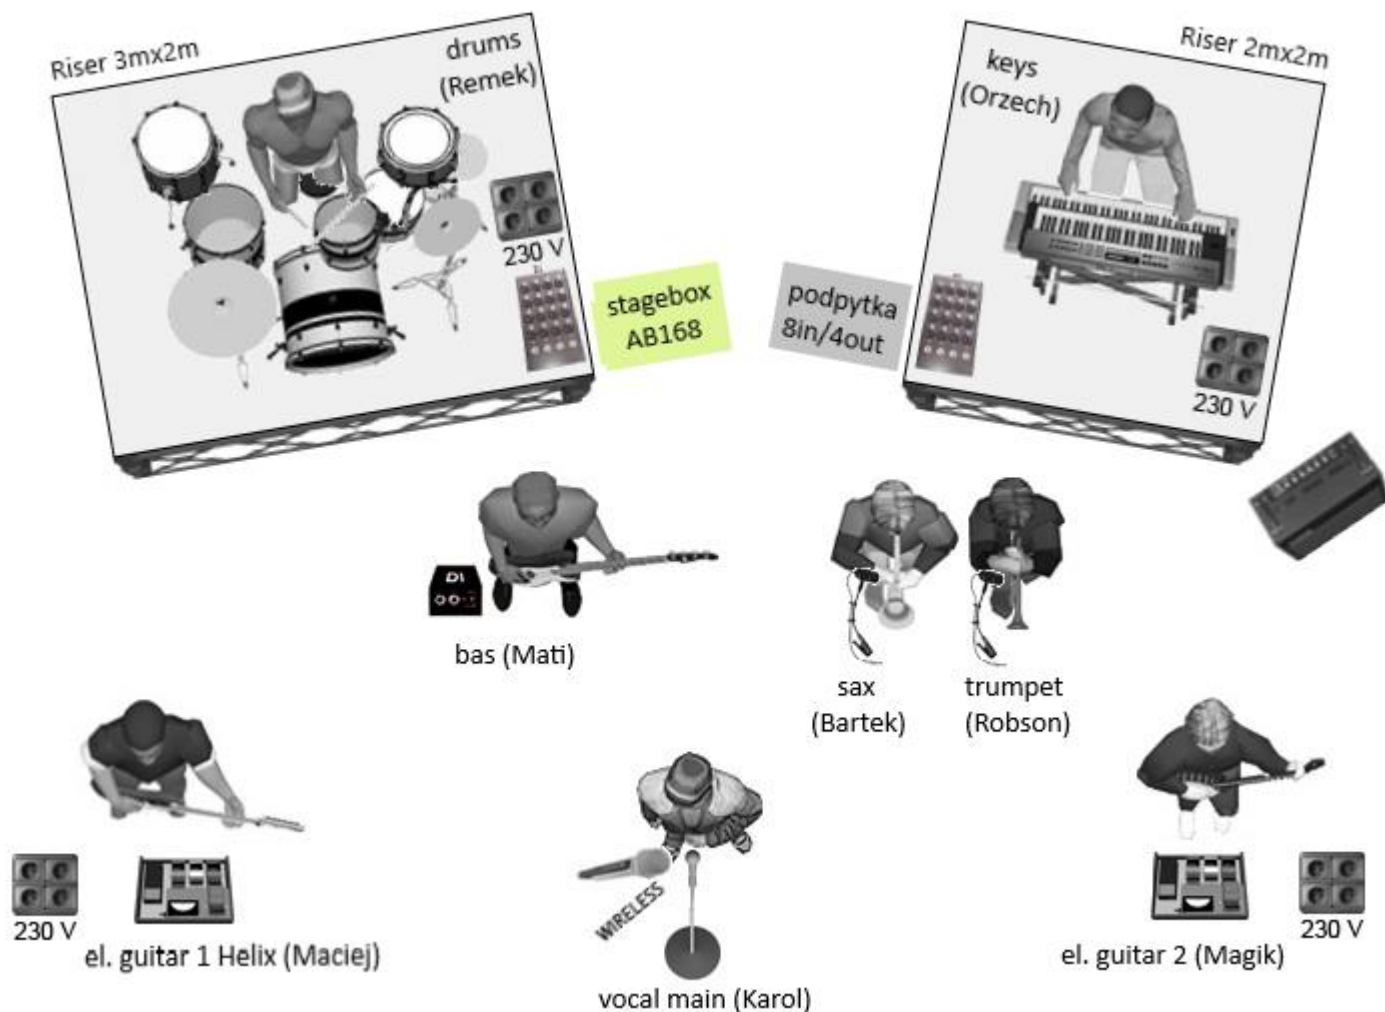 Riser 3mx2m
drums
(Remek)
230 V
stagebox
AB168
Riser 2mx2m
keys
(Orzech)
podpytka
8in/4out
230 V
DI
bas (Mati)
sax
(Bartek)
trumpet
(Robson)
230 V
el. guitar 1 Helix (Maciej)
WIRELESS
vocal main (Karol)
230 V
el. guitar 2 (Magik)